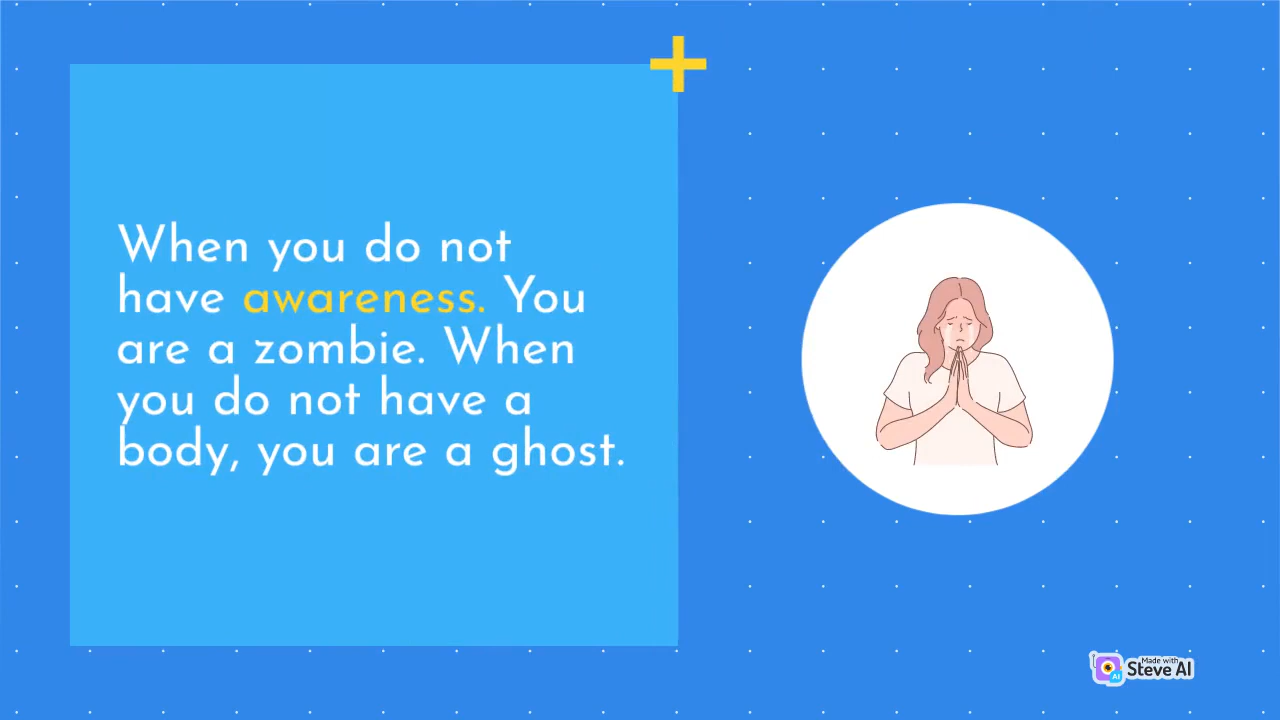 When you do not
have awareness. You
are a zombie. When
you do not have a
body, you are a ghost.
Made with
Steve AI
AI